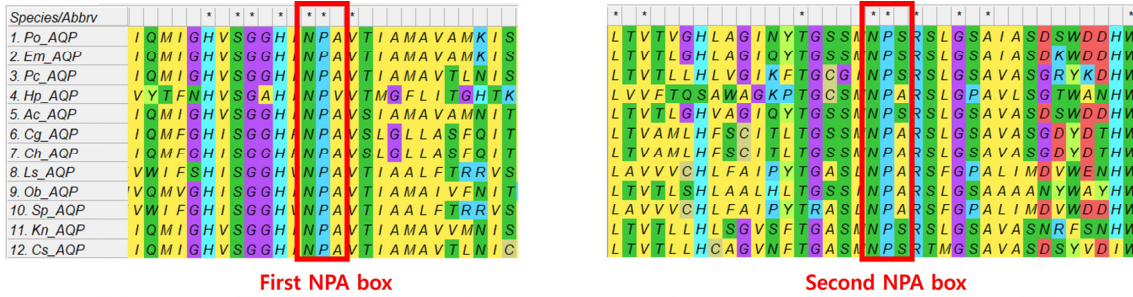 Species/Abbrv * * * * * * *
1. Po_AQP I Q M I G H V S G G H I N P A V T I A M A V A M K I S
2. Em_AQP I Q M I G H V S G G H I N P A V T I A M A V A M K I S
3. Pc_AQP I Q M I G H V S G G H I N P A V T I A M A V T L N I S
4. Hp_AQP V Y T F N H V S G A H I N P V V T M G F L I T G H T K
5. Ac_AQP I Q M I G H V S G G H I N P A V S I A M A V A M N I T
6. Cg_AQP I Q M F G H I S G G H I N P A V S L G L L A S F Q I T
7. Ch_AQP I Q M F G H I S G G H I N P A V S L G L L A S F Q I T
8. Ls_AQP V W I F S H I S G G H V N P A V T I A A L F T R R V S
9. Ob_AQP V Q M V G H I S G G H I N P A V T I A M A I V F N I T
10. Sp_AQP V W I F G H I S G G H V N P A V T I A A L F T R R V S
11. Kn_AQP I Q M I G H V S G G H I N P A V T I A M A V V M N I S
12. Cs_AQP I Q M I G H V S G G H I N P A V T I A M A V T L N I C
First NPA box
* * * * * * * *
L T V T V G H L A G I N Y T G S S M N P S R S L G S A I A S D S W D D H W
L T V T L G H L A G I Q Y T G S S M N P S R S L G S A I A S D K W D D H W
L T V T L L H L V G I K F T G C G I N P S R S L G S A V A S G R Y K D H W
L V V F T Q S A W A G K P T G C S M N P A R S L G P A V L S G T W A N H W
L T V T L G H V A G I Q Y T G S S M N P S R S L G S A V A S D S W D D H W
L T V A M L H F S C I T L T G S S M N P A R S L G S A V A S G D Y D T H W
L T V A M L H F S C I T L T G S S M N P A R S L G S A V A S G D Y D T H W
L A V V V C H L F A I P Y T G A S L N P A R S F G P A L I M D V W E N H W
L T V T L S H L A A L H L T G S S I N P A R S L G S A A A A N Y W A Y H W
L A V V V C H L F A I P Y T R A S L N P A R S F G P A L I M D V W D D H W
L T V T L L H L S G V S F T G A S M N P S R S L G S A V A S N R F S N H W
L T V T L L H C A G V N F T G A S M N P S R T M G S A V A S D S Y V D I W
Second NPA box